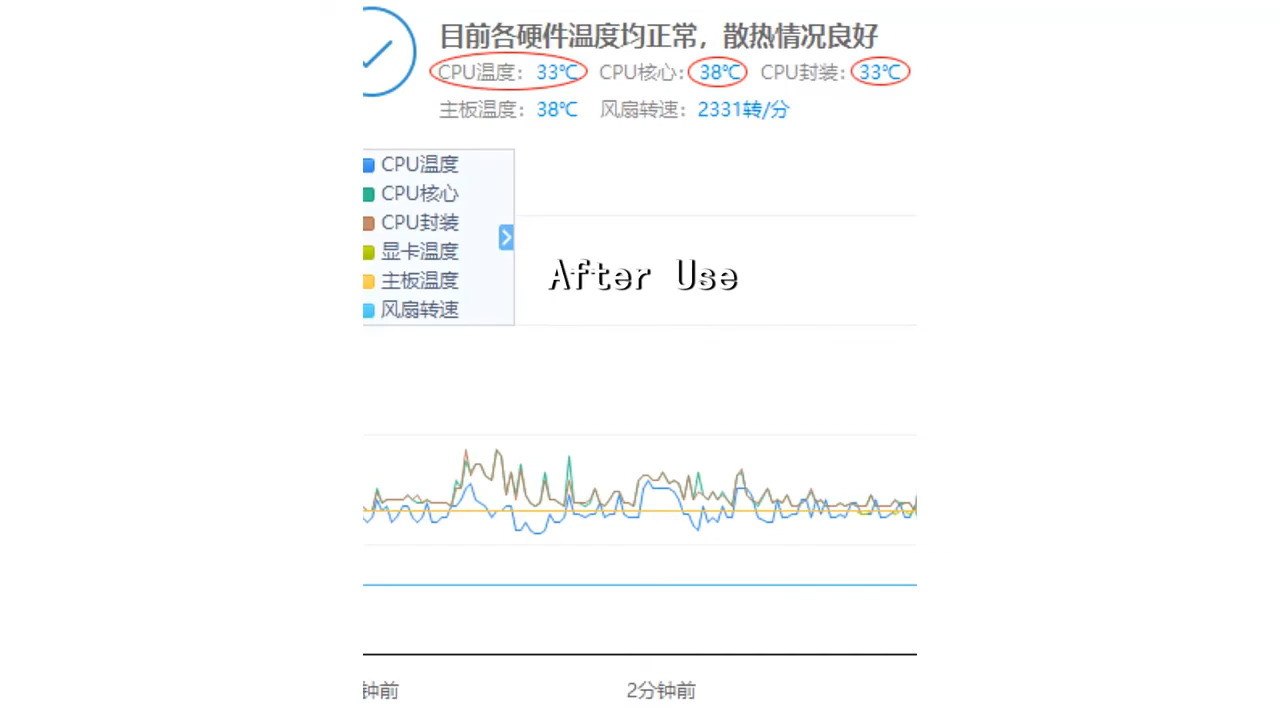 目前各硬件温度均正常，散热情况良好
CPU温度：33℃ CPU核心：38℃ CPU封装：33℃
主板温度：38℃ 风扇转速：2331转/分
CPU温度
CPU核心
CPU封装
显卡温度
主板温度
风扇转速
After Use
钟前 2分钟前